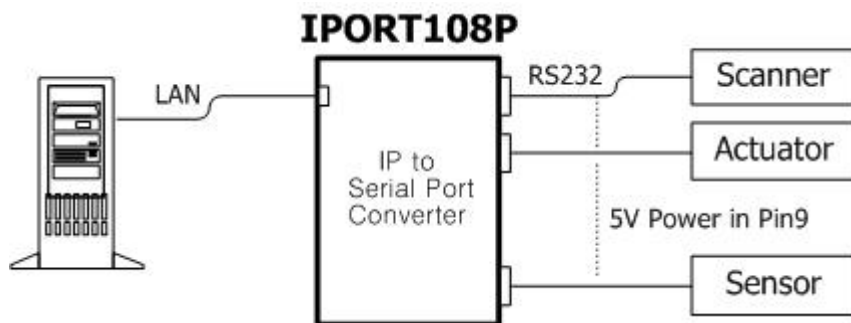 IPORT108P
LAN
IP to
Serial Port
Converter
RS232
Scanner
Actuator
5V Power in Pin9
Sensor